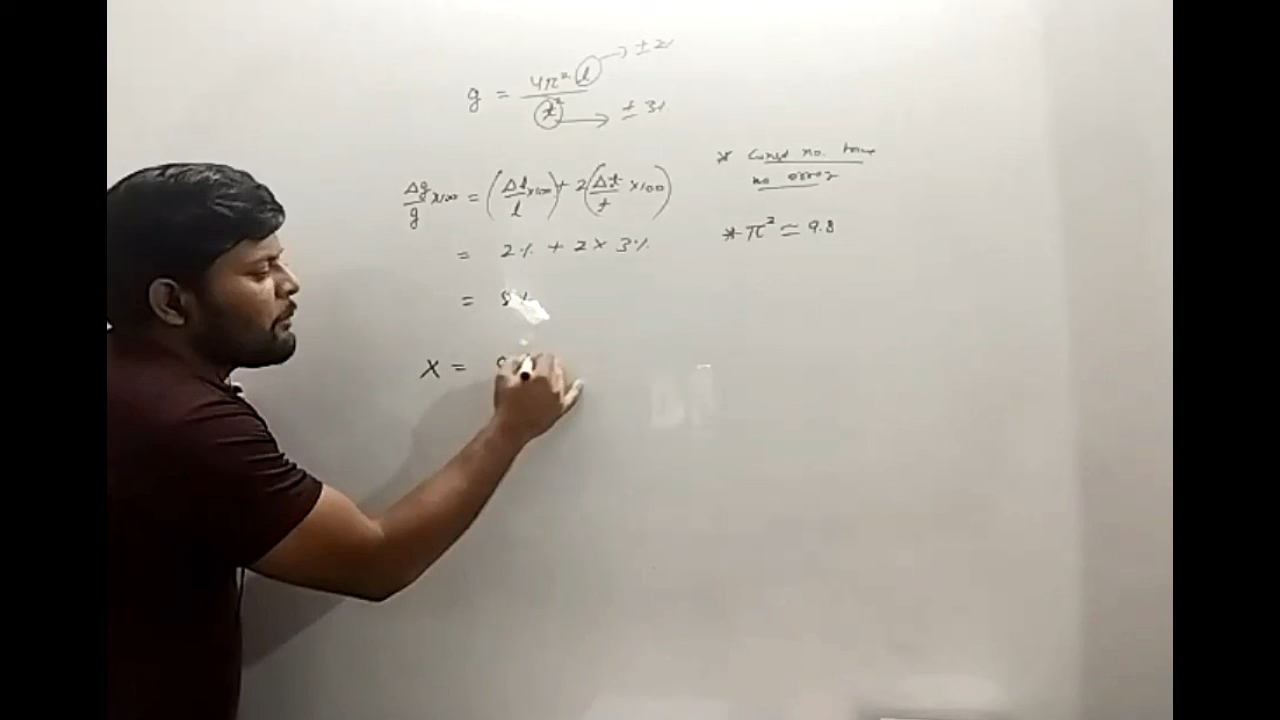 g = 4π² l / t² → ± 2
→ ± 3%
Δg/g ×100 = (Δl/l ×100) + 2(Δt/t ×100)
= 2% + 2 × 3%
= 8%
X =
* const no. have
no error
* π² ≃ 9.8